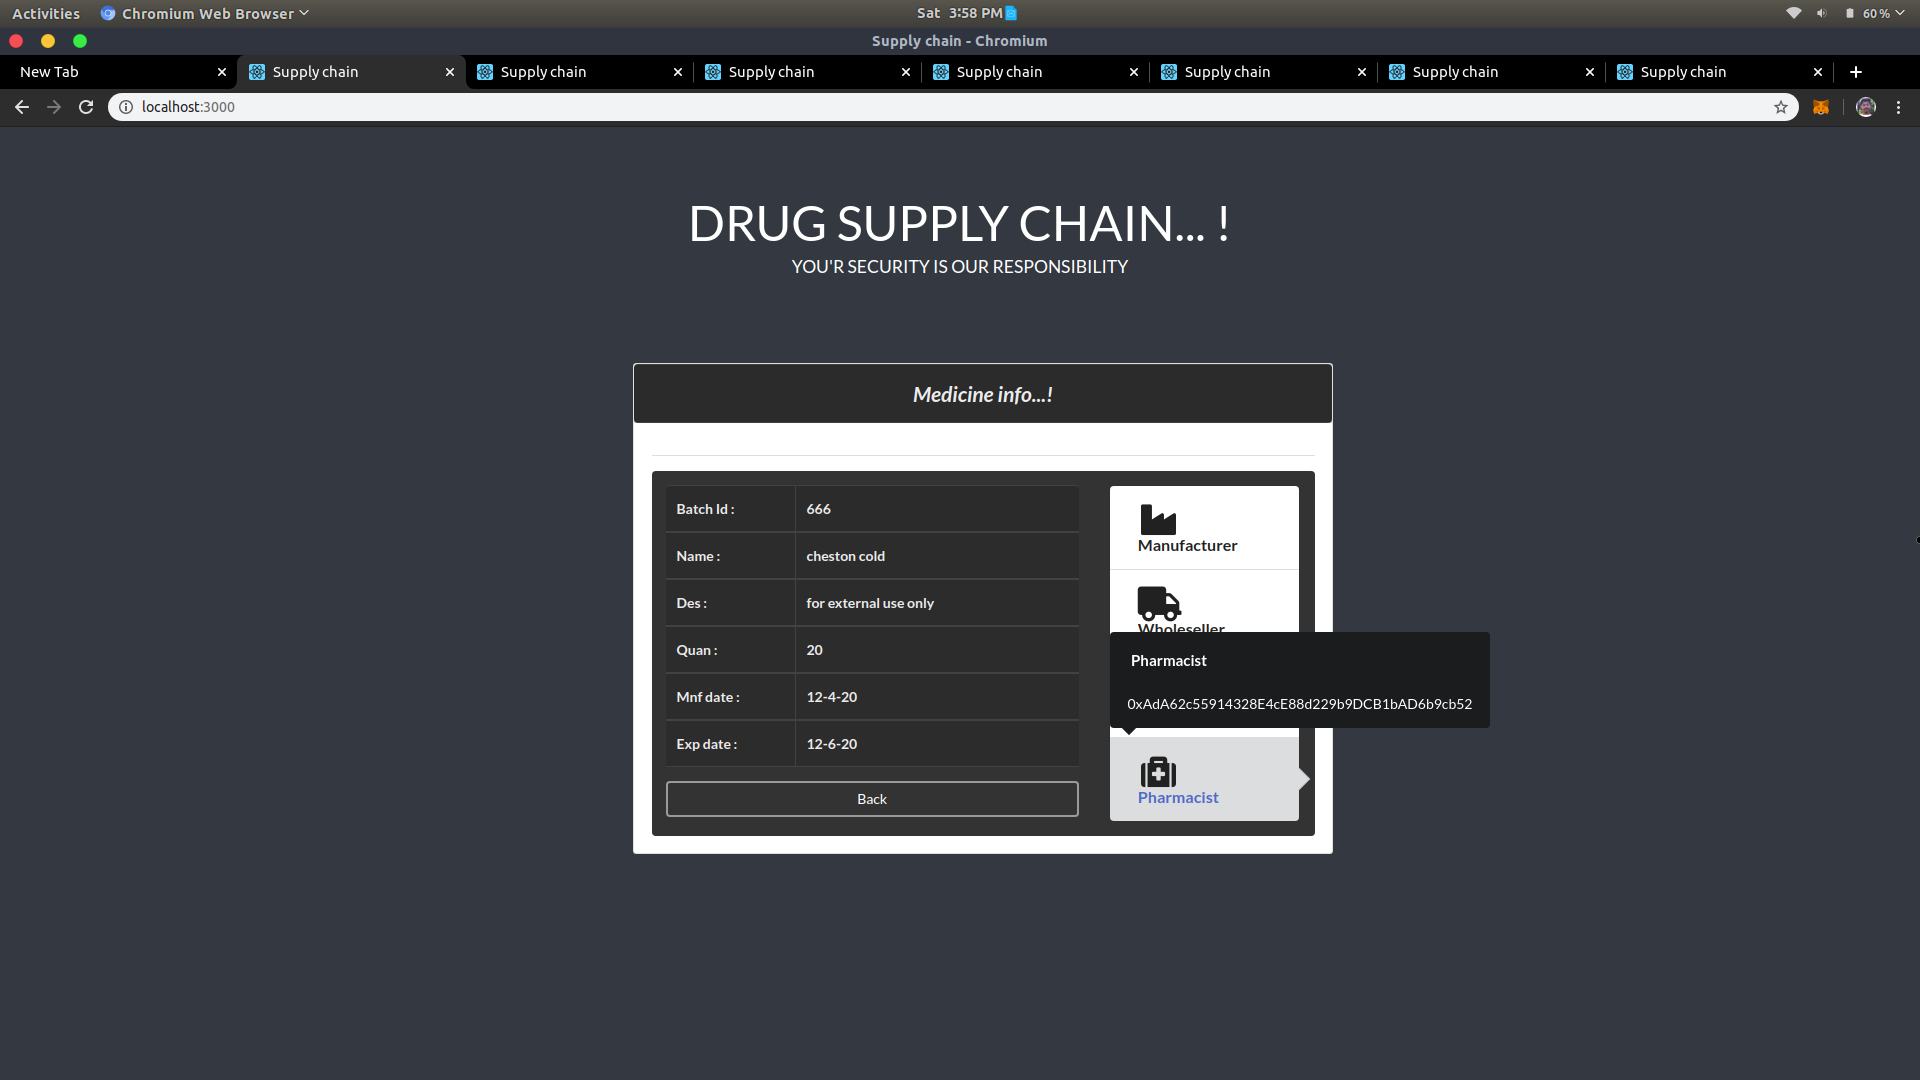 Activities Chromium Web Browser Sat 3:58 PM 60 %
Supply chain - Chromium
New Tab Supply chain Supply chain Supply chain Supply chain Supply chain Supply chain Supply chain
localhost:3000
DRUG SUPPLY CHAIN... !
YOU'R SECURITY IS OUR RESPONSIBILITY
Medicine info...!
Batch Id : 666
Name : cheston cold
Des : for external use only
Quan : 20
Mnf date : 12-4-20
Exp date : 12-6-20
Back
Manufacturer
Wholeseller
Pharmacist
0xAdA62c55914328E4cE88d229b9DCB1bAD6b9cb52
Pharmacist